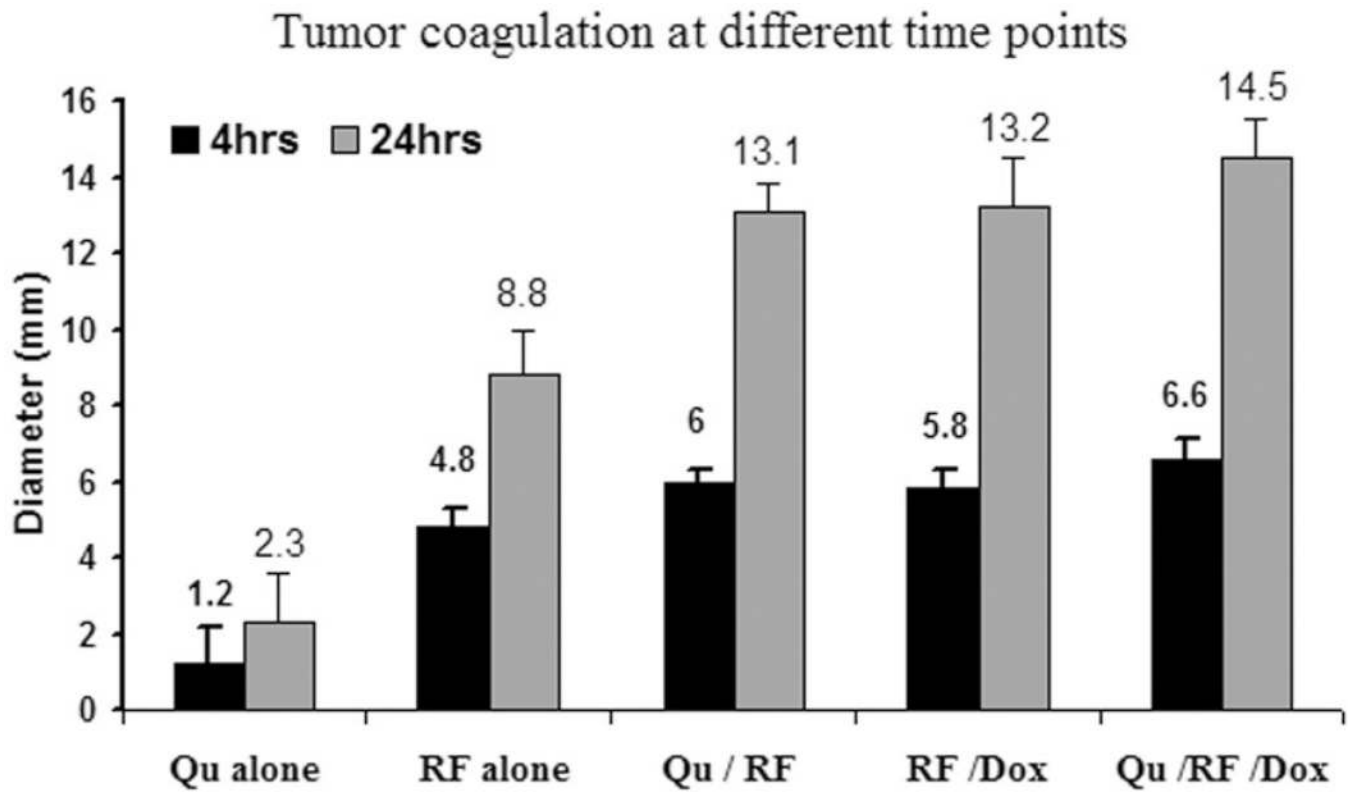 Tumor coagulation at different time points
4hrs 24hrs
Diameter (mm)
16
14
12
10
8
6
4
2
0
1.2
2.3
4.8
8.8
6
13.1
5.8
13.2
6.6
14.5
Qu alone
RF alone
Qu / RF
RF /Dox
Qu /RF /Dox